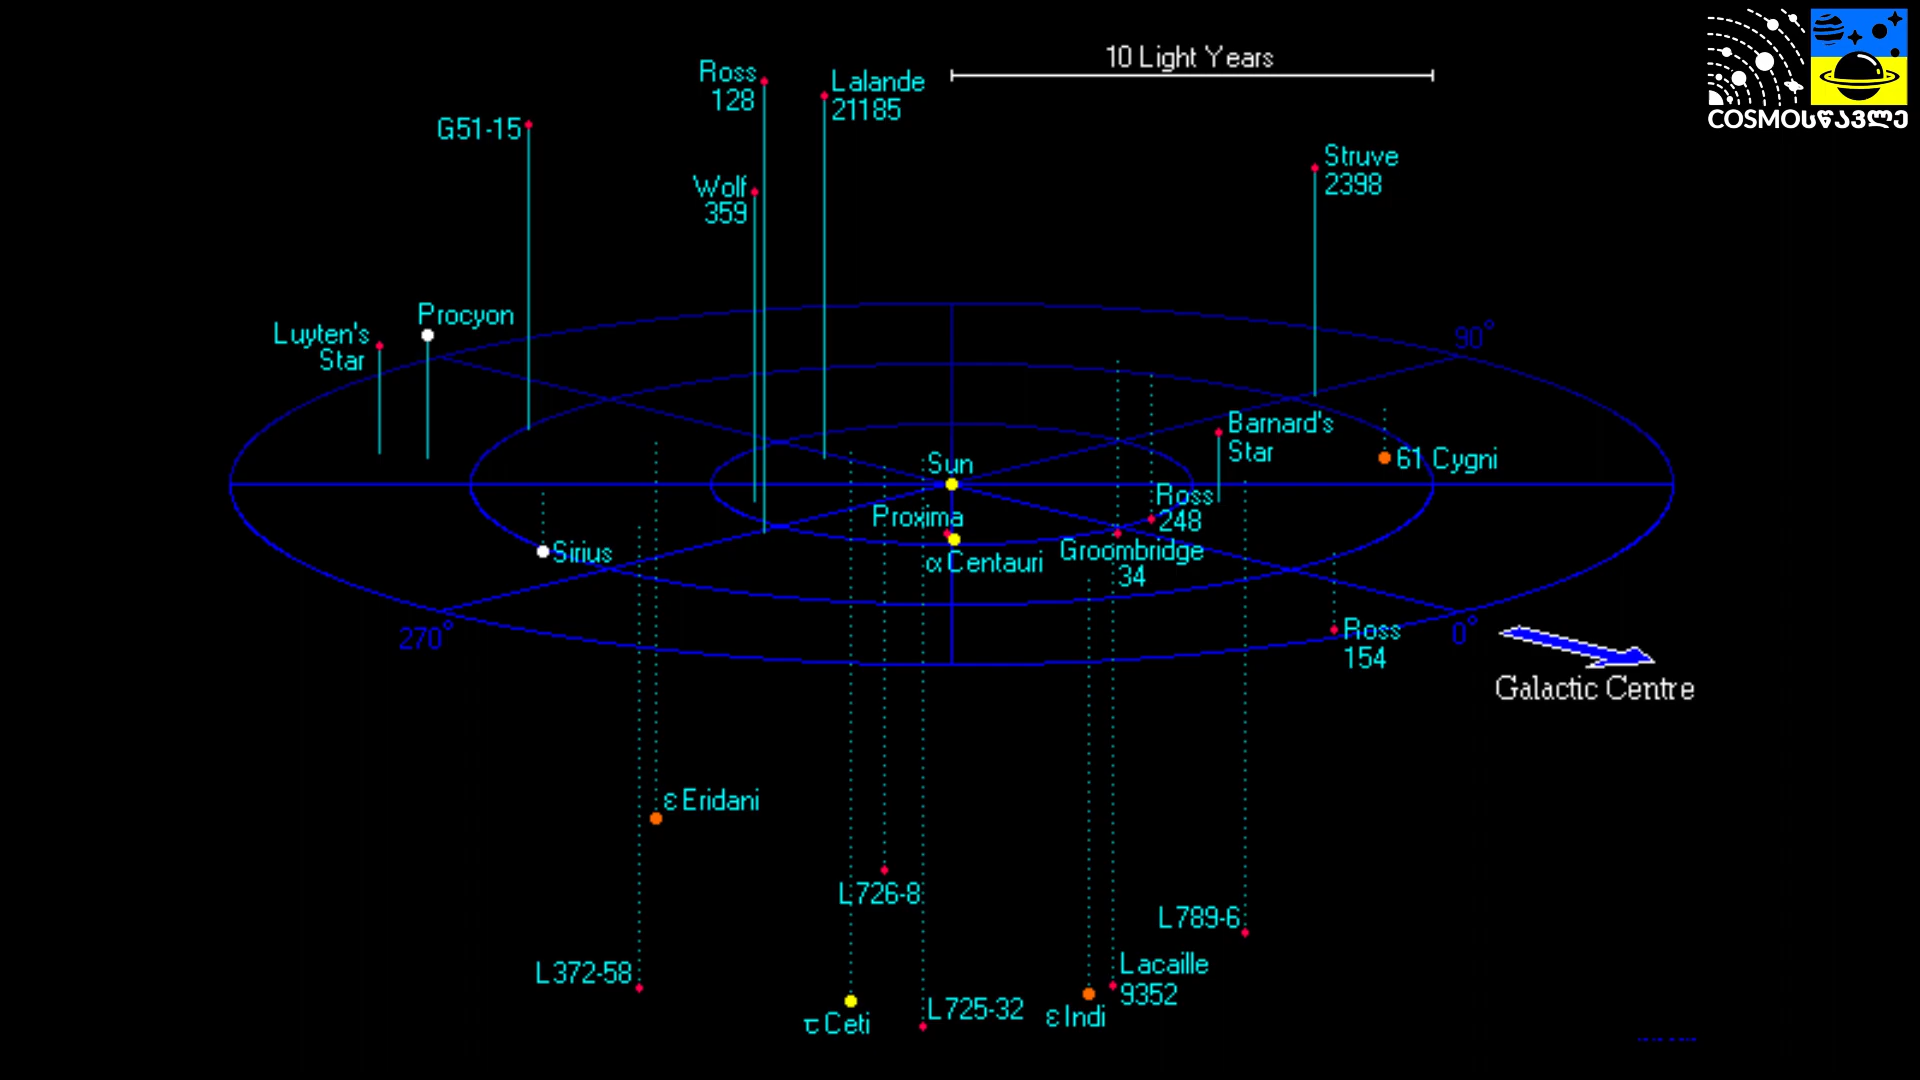 10 Light Years
COSMOსწავლე
Ross
128
Lalande
21185
G51-15
Struve
2398
Wolf
359
Procyon
Luyten's
Star
90°
Barnard's
Star
61 Cygni
Sun
Ross
248
Proxima
Sirius
α Centauri
Groombridge
34
270°
0°
Ross
154
Galactic Centre
ε Eridani
L726-8
L789-6
L372-58
Lacaille
9352
L725-32
ε Indi
τ Ceti